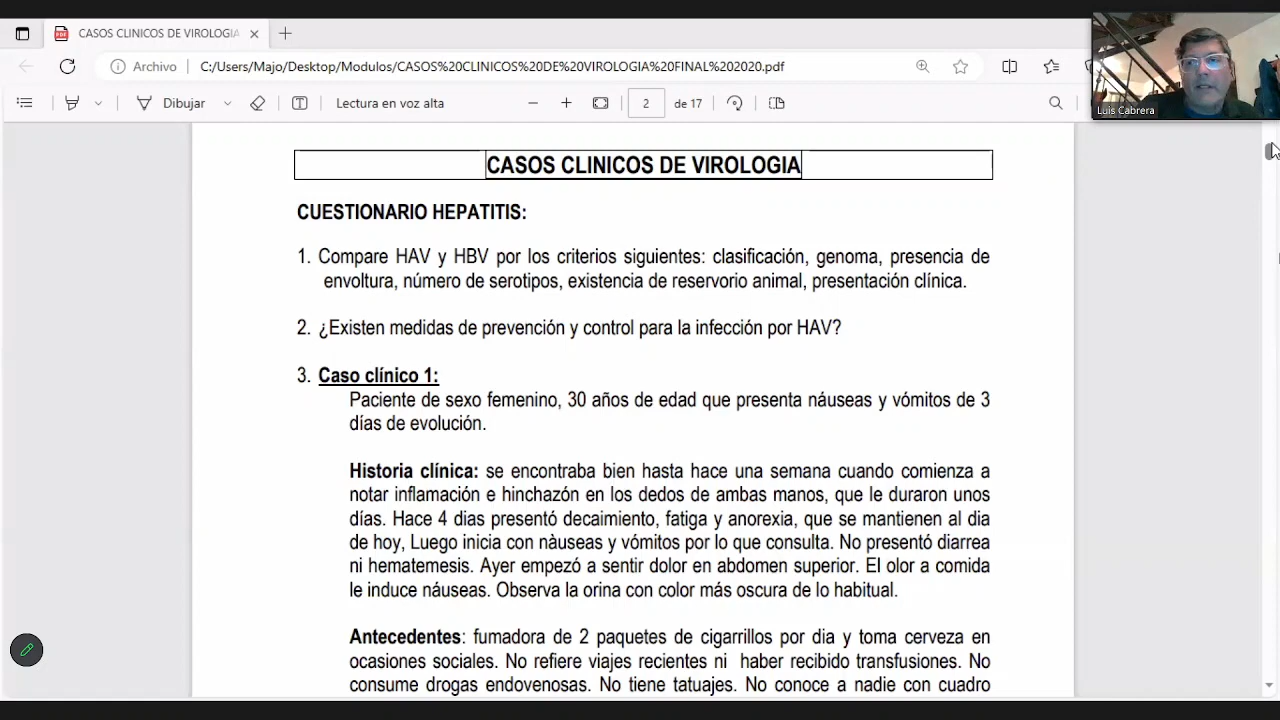 CASOS CLINICOS DE VIROLOGIA
Archivo
C:/Users/Majo/Desktop/Modulos/CASOS%20CLINICOS%20DE%20VIROLOGIA%20FINAL%202020.pdf
Dibujar
Lectura en voz alta
2
de 17
Luis Cabrera
CASOS CLINICOS DE VIROLOGIA
CUESTIONARIO HEPATITIS:
1. Compare HAV y HBV por los criterios siguientes: clasificación, genoma, presencia de
envoltura, número de serotipos, existencia de reservorio animal, presentación clínica.
2. ¿Existen medidas de prevención y control para la infección por HAV?
3. Caso clínico 1:
Paciente de sexo femenino, 30 años de edad que presenta náuseas y vómitos de 3
días de evolución.
Historia clínica: se encontraba bien hasta hace una semana cuando comienza a
notar inflamación e hinchazón en los dedos de ambas manos, que le duraron unos
días. Hace 4 dias presentó decaimiento, fatiga y anorexia, que se mantienen al dia
de hoy, Luego inicia con nàuseas y vómitos por lo que consulta. No presentó diarrea
ni hematemesis. Ayer empezó a sentir dolor en abdomen superior. El olor a comida
le induce náuseas. Observa la orina con color más oscura de lo habitual.
Antecedentes: fumadora de 2 paquetes de cigarrillos por dia y toma cerveza en
ocasiones sociales. No refiere viajes recientes ni haber recibido transfusiones. No
consume drogas endovenosas. No tiene tatuajes. No conoce a nadie con cuadro